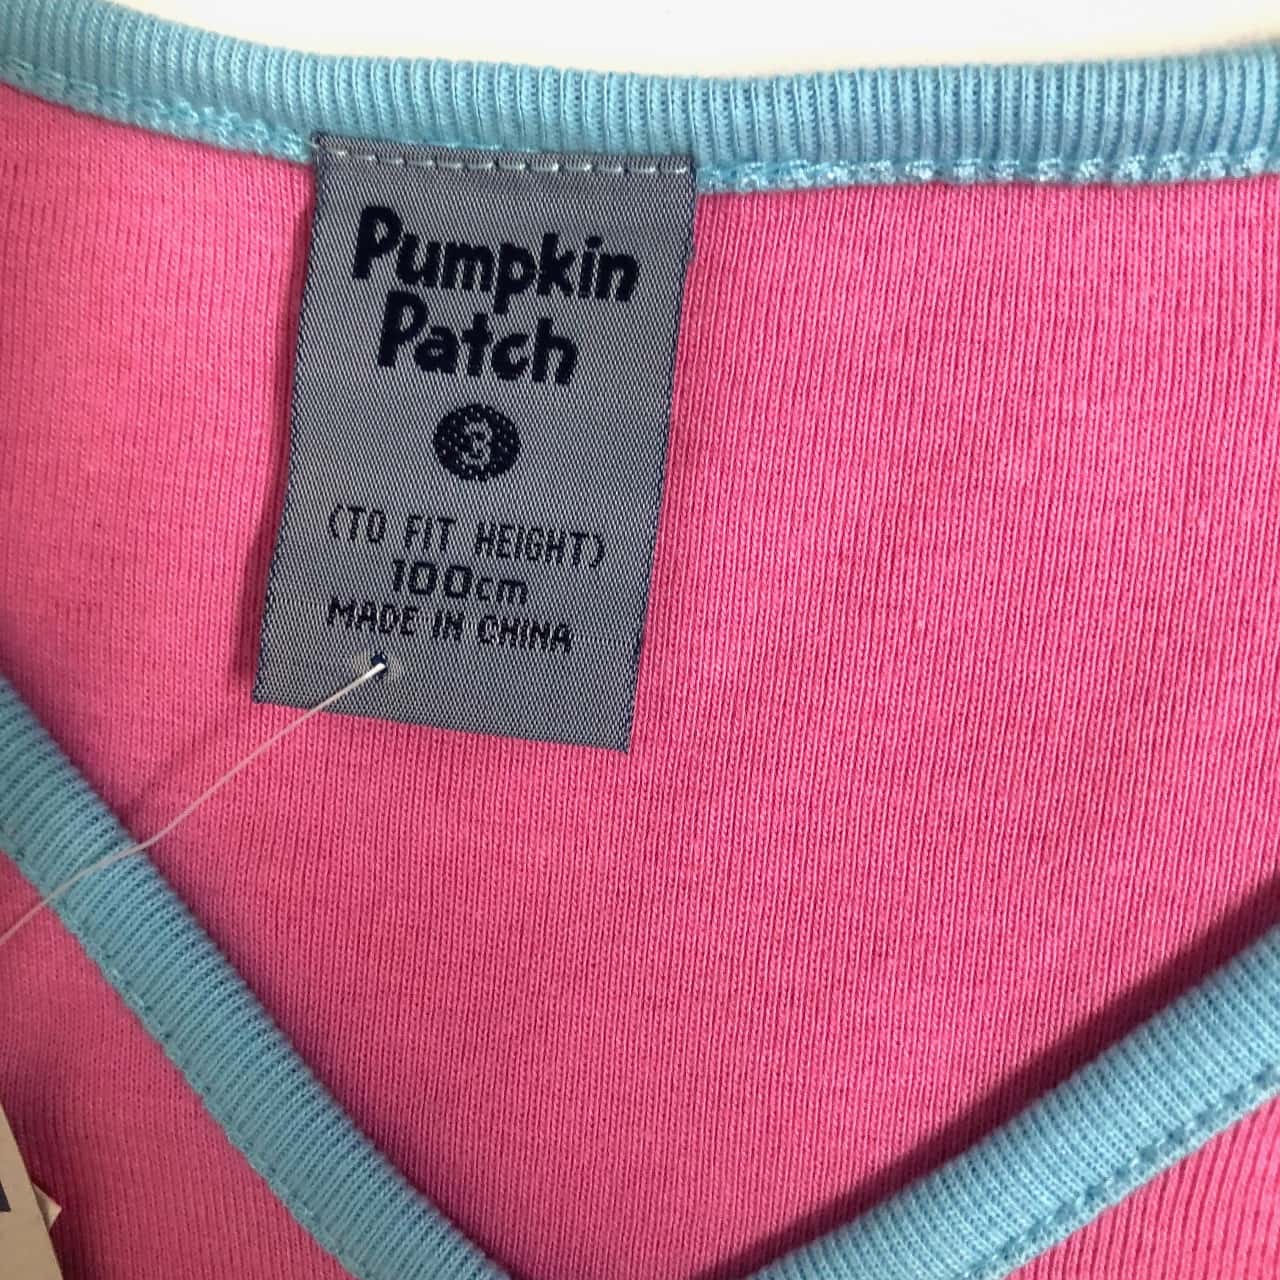 Pumpkin
Patch
3
(TO FIT HEIGHT)
100cm
MADE IN CHINA